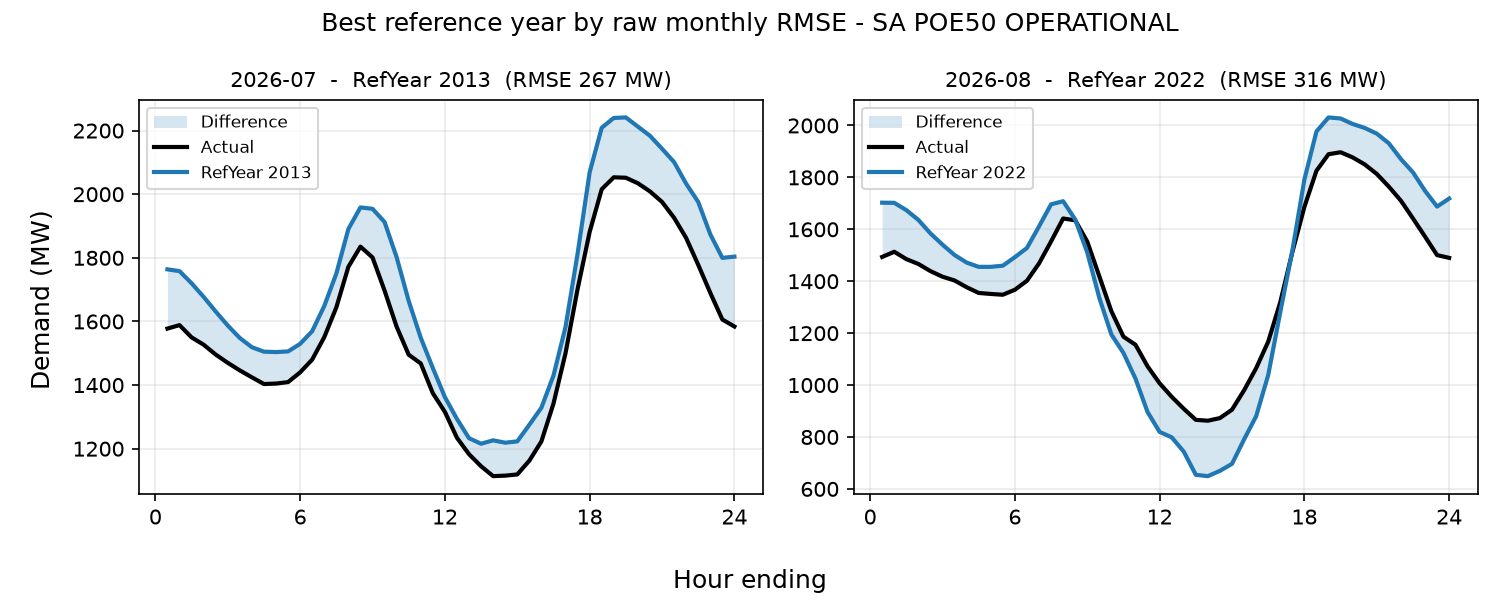 Best reference year by raw monthly RMSE - SA POE50 OPERATIONAL
2026-07 - RefYear 2013 (RMSE 267 MW)
Difference
Actual
RefYear 2013
2200
2000
1800
1600
1400
1200
0 6 12 18 24
Demand (MW)
2026-08 - RefYear 2022 (RMSE 316 MW)
Difference
Actual
RefYear 2022
2000
1800
1600
1400
1200
1000
800
600
0 6 12 18 24
Hour ending